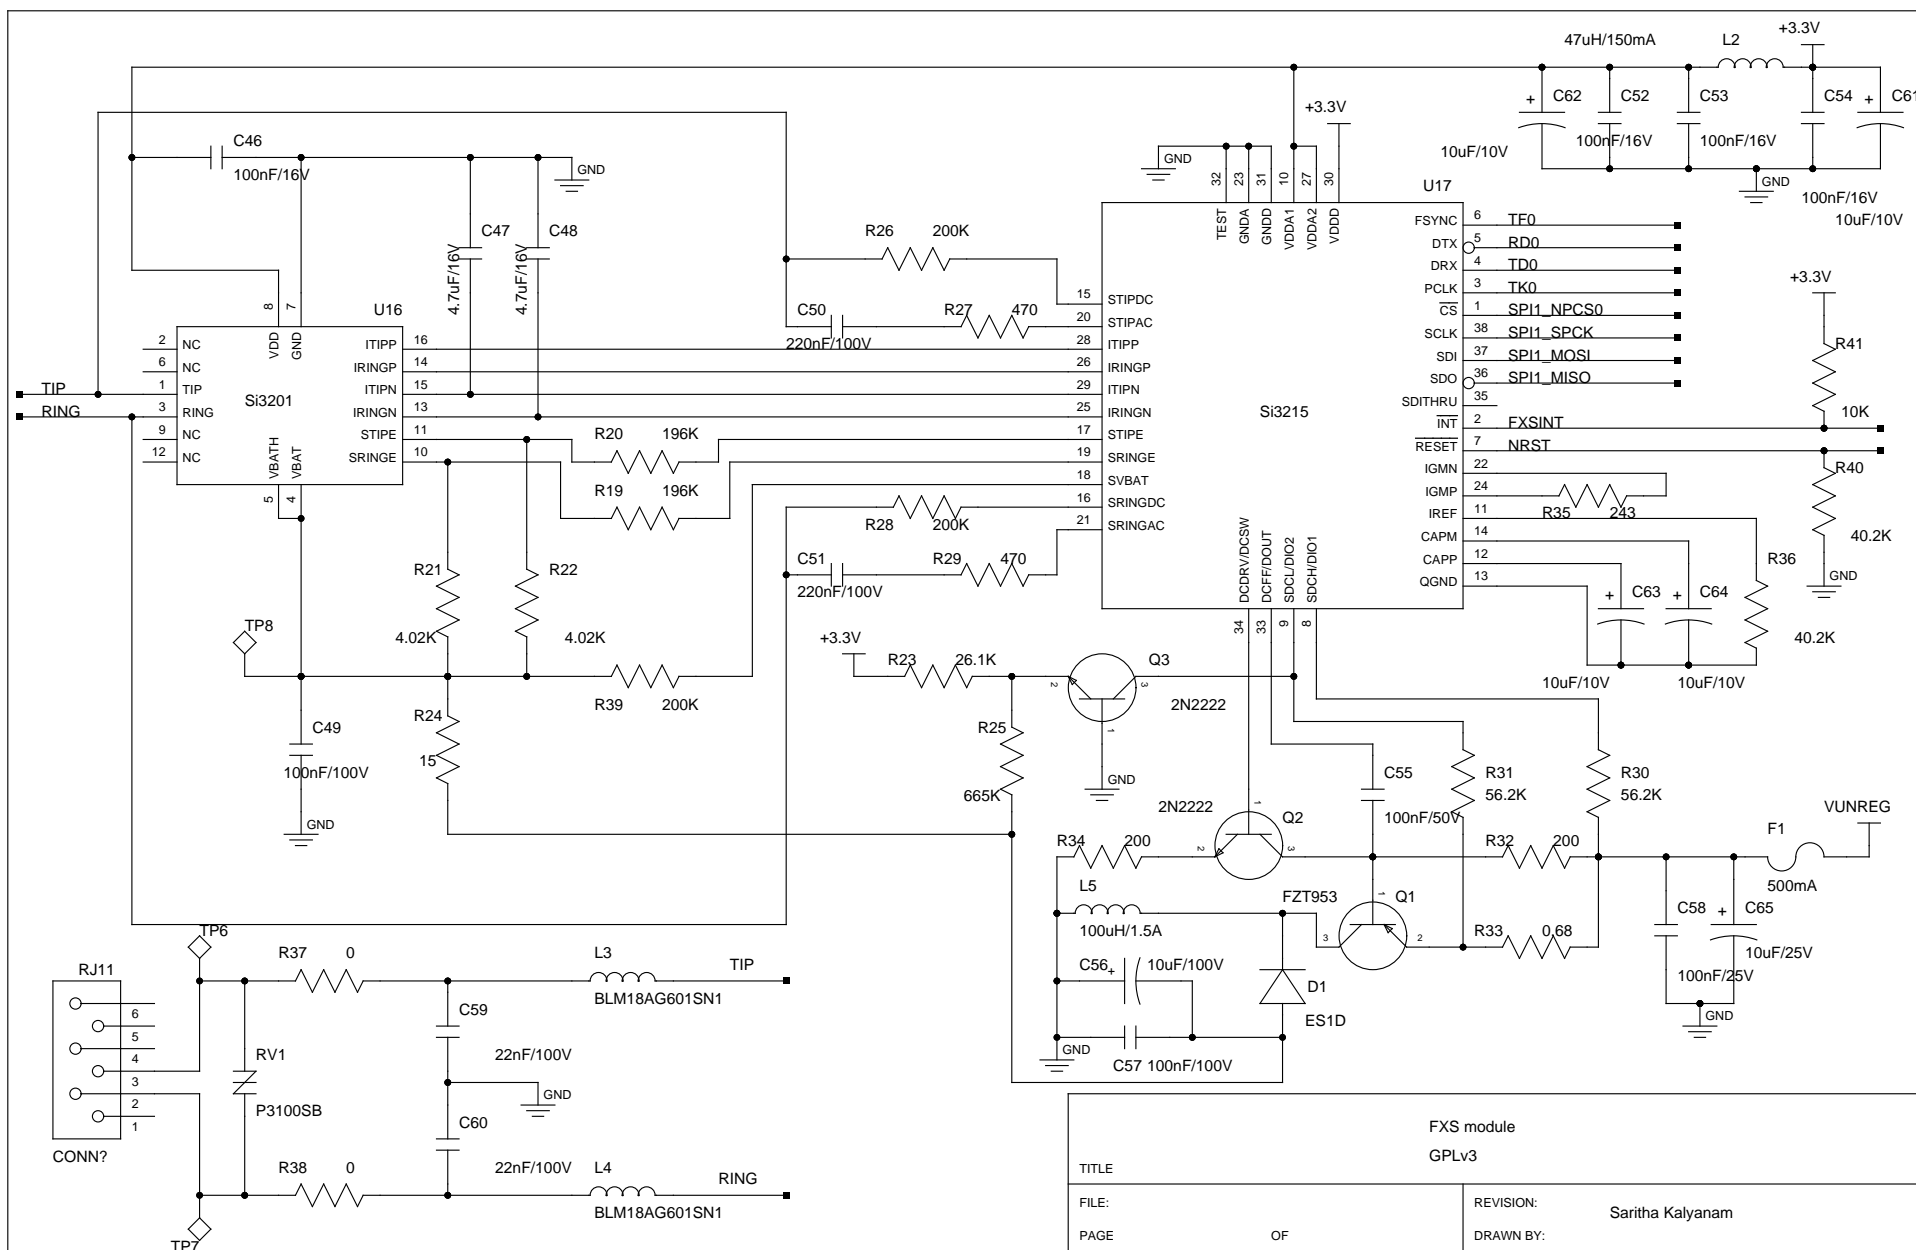 47uH/150mA L2 +3.3V
+ C62 C52 C53 C54 + C61
10uF/10V 100nF/16V 100nF/16V
GND 100nF/16V
10uF/10V
C46
100nF/16V
GND
C47 C48
4.7uF/16V 4.7uF/16V
R26 200K
C50 R27 470
220nF/100V
GND +3.3V
32 23 31 10 27 30
TEST GNDA GNDD VDDA1 VDDA2 VDDD
U17
Si3215
15 STIPDC
20 STIPAC
28 ITIPP
26 IRINGP
29 ITIPN
25 IRINGN
17 STIPE
19 SRINGE
18 SVBAT
16 SRINGDC
21 SRINGAC
FSYNC 6 TF0
DTX 5 RD0
DRX 4 TD0
PCLK 3 TK0
CS 1 SPI1_NPCS0
SCLK 38 SPI1_SPCK
SDI 37 SPI1_MOSI
SDO 36 SPI1_MISO
SDITHRU 35
INT 2 FXSINT
RESET 7 NRST
IGMN 22
IGMP 24
IREF 11
CAPM 14
CAPP 12
QGND 13
DCDRV/DCSW DCFF/DOUT SDCL/DIO2 SDCH/DIO1
34 33 9 8
+3.3V
R41
10K
R40
40.2K
GND
R35 243
R36
40.2K
+ C63 + C64
10uF/10V 10uF/10V
U16
Si3201
8 7
VDD GND
2 NC
6 NC
1 TIP
3 RING
9 NC
12 NC
ITIPP 16
IRINGP 14
ITIPN 15
IRINGN 13
STIPE 11
SRINGE 10
VBATH VBAT
5 4
TIP
RING
R20 196K
R19 196K
R28 200K
C51 R29 470
220nF/100V
R21 R22
4.02K 4.02K
TP8
R39 200K
R24
15
C49
100nF/100V
GND
+3.3V
R23 26.1K
Q3
2 3
1
2N2222
R25
665K
GND
C55
100nF/50V
R31
56.2K
R30
56.2K
2N2222
Q2
1
2 3
R34 200
R32 200
F1
500mA
VUNREG
L5
100uH/1.5A
FZT953 Q1
1
3 2
R33 0.68
C58 + C65
10uF/25V
100nF/25V
GND
C56 + 10uF/100V
D1
ES1D
GND
C57 100nF/100V
TP6
RJ11
6
5
4
3
2
1
CONN?
R37 0
L3 TIP
BLM18AG601SN1
C59
22nF/100V
RV1
P3100SB
GND
C60
22nF/100V
R38 0
L4 RING
BLM18AG601SN1
TP7
FXS module
GPLv3
TITLE
FILE: REVISION: Saritha Kalyanam
PAGE OF DRAWN BY: